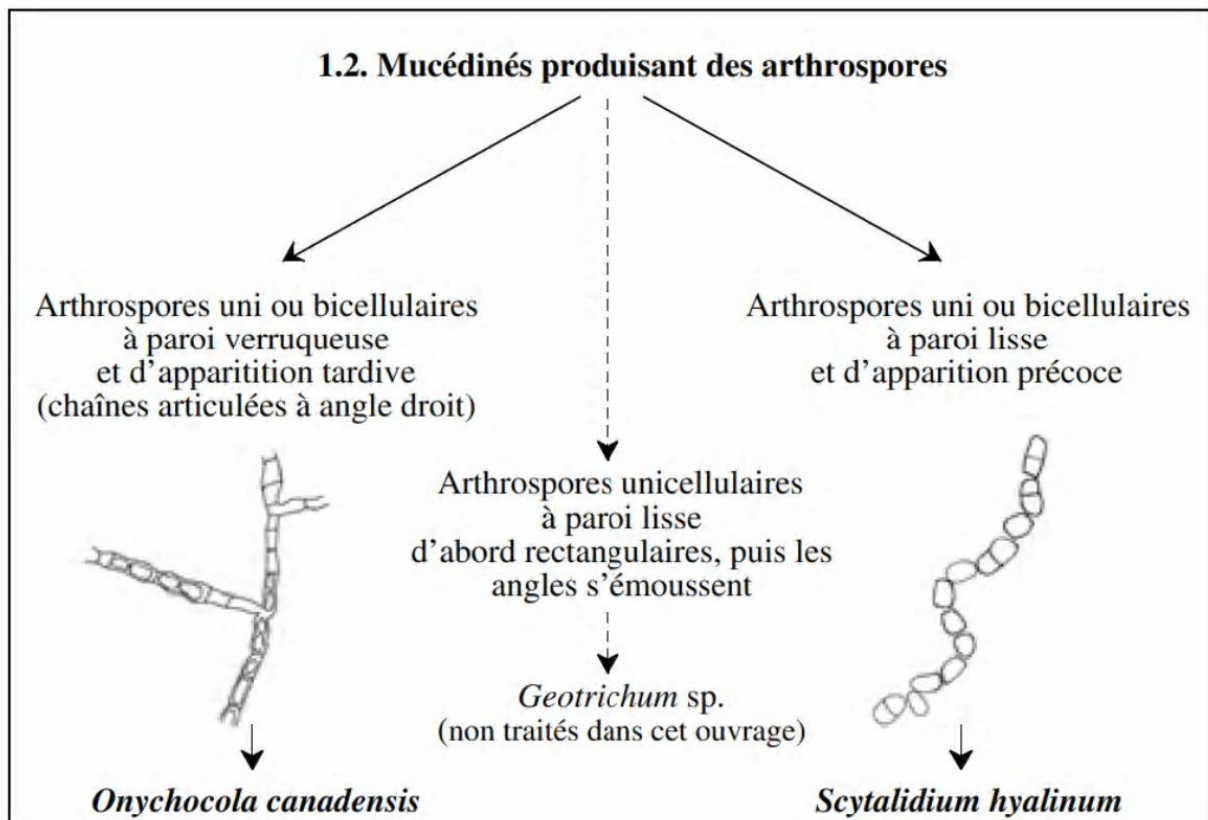 1.2. Mucédinés produisant des arthrospores
Arthrospores uni ou bicellulaires
à paroi verruqueuse
et d'apparitition tardive
(chaînes articulées à angle droit)
Arthrospores unicellulaires
à paroi lisse
d'abord rectangulaires, puis les
angles s'émoussent
Geotrichum sp.
(non traités dans cet ouvrage)
Arthrospores uni ou bicellulaires
à paroi lisse
et d'apparition précoce
Onychocola canadensis
Scytalidium hyalinum